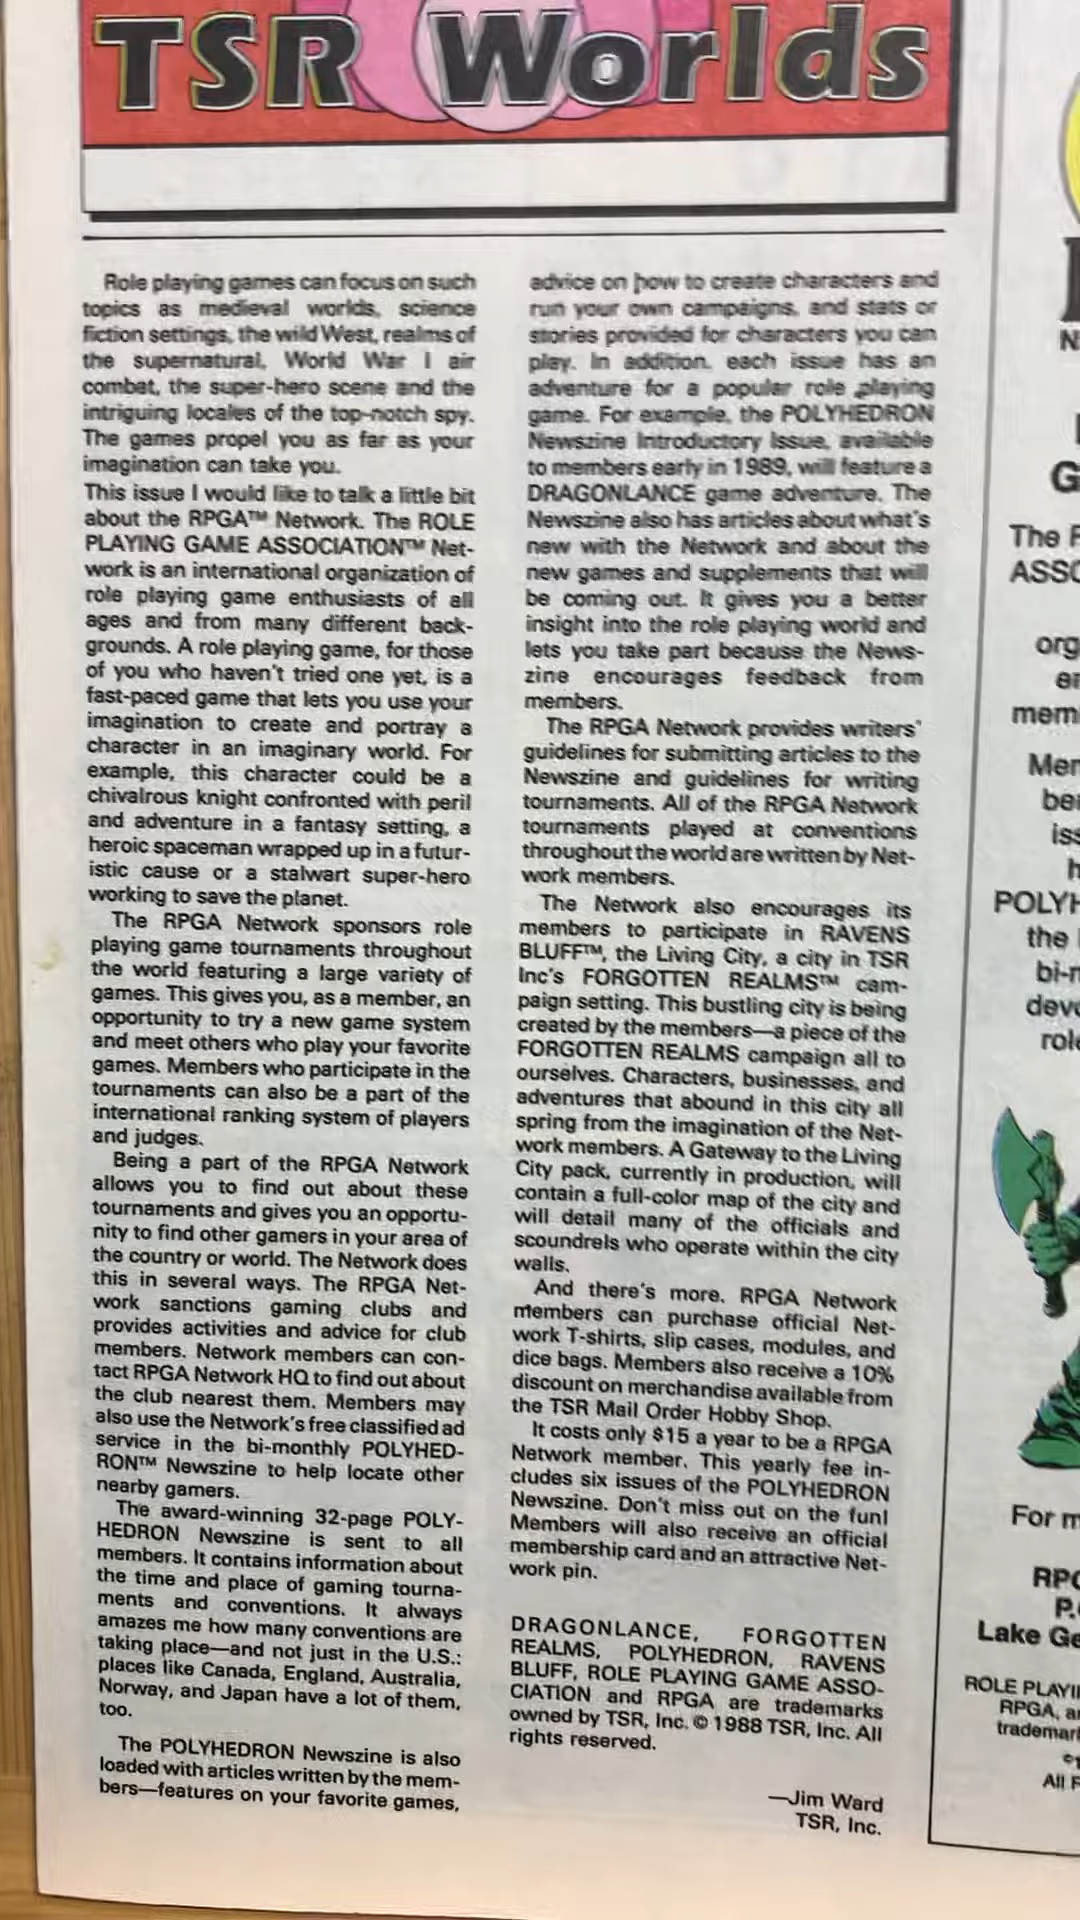 TSR Worlds
Role playing games can focus on such
topics as medieval worlds, science
fiction settings, the wild West, realms of
the supernatural, World War I air
combat, the super-hero scene and the
intriguing locales of the top-notch spy.
The games propel you as far as your
imagination can take you.
This issue I would like to talk a little bit
about the RPGA™ Network. The ROLE
PLAYING GAME ASSOCIATION™ Net-
work is an international organization of
role playing game enthusiasts of all
ages and from many different back-
grounds. A role playing game, for those
of you who haven't tried one yet, is a
fast-paced game that lets you use your
imagination to create and portray a
character in an imaginary world. For
example, this character could be a
chivalrous knight confronted with peril
and adventure in a fantasy setting, a
heroic spaceman wrapped up in a futur-
istic cause or a stalwart super-hero
working to save the planet.
The RPGA Network sponsors role
playing game tournaments throughout
the world featuring a large variety of
games. This gives you, as a member, an
opportunity to try a new game system
and meet others who play your favorite
games. Members who participate in the
tournaments can also be a part of the
international ranking system of players
and judges.
Being a part of the RPGA Network
allows you to find out about these
tournaments and gives you an opportu-
nity to find other gamers in your area of
the country or world. The Network does
this in several ways. The RPGA Net-
work sanctions gaming clubs and
provides activities and advice for club
members. Network members can con-
tact RPGA Network HQ to find out about
the club nearest them. Members may
also use the Network's free classified ad
service in the bi-monthly POLYHED-
RON™ Newszine to help locate other
nearby gamers.
The award-winning 32-page POLY-
HEDRON Newszine is sent to all
members. It contains information about
the time and place of gaming tourna-
ments and conventions. It always
amazes me how many conventions are
taking place—and not just in the U.S.:
places like Canada, England, Australia,
Norway, and Japan have a lot of them,
too.
The POLYHEDRON Newszine is also
loaded with articles written by the mem-
bers—features on your favorite games,
advice on how to create characters and
run your own campaigns, and stats or
stories provided for characters you can
play. In addition, each issue has an
adventure for a popular role playing
game. For example, the POLYHEDRON
Newszine Introductory Issue, available
to members early in 1989, will feature a
DRAGONLANCE game adventure. The
Newszine also has articles about what's
new with the Network and about the
new games and supplements that will
be coming out. It gives you a better
insight into the role playing world and
lets you take part because the News-
zine encourages feedback from
members.
The RPGA Network provides writers'
guidelines for submitting articles to the
Newszine and guidelines for writing
tournaments. All of the RPGA Network
tournaments played at conventions
throughout the world are written by Net-
work members.
The Network also encourages its
members to participate in RAVENS
BLUFF™, the Living City, a city in TSR
Inc's FORGOTTEN REALMS™ cam-
paign setting. This bustling city is being
created by the members—a piece of the
FORGOTTEN REALMS campaign all to
ourselves. Characters, businesses, and
adventures that abound in this city all
spring from the imagination of the Net-
work members. A Gateway to the Living
City pack, currently in production, will
contain a full-color map of the city and
will detail many of the officials and
scoundrels who operate within the city
walls.
And there's more. RPGA Network
members can purchase official Net-
work T-shirts, slip cases, modules, and
dice bags. Members also receive a 10%
discount on merchandise available from
the TSR Mail Order Hobby Shop.
It costs only $15 a year to be a RPGA
Network member. This yearly fee in-
cludes six issues of the POLYHEDRON
Newszine. Don't miss out on the fun!
Members will also receive an official
membership card and an attractive Net-
work pin.
DRAGONLANCE, FORGOTTEN
REALMS, POLYHEDRON, RAVENS
BLUFF, ROLE PLAYING GAME ASSO-
CIATION and RPGA are trademarks
owned by TSR, Inc. © 1988 TSR, Inc. All
rights reserved.
—Jim Ward
TSR, Inc.
The
the
bi-
For
Lake
ROLE
RPGA,
All